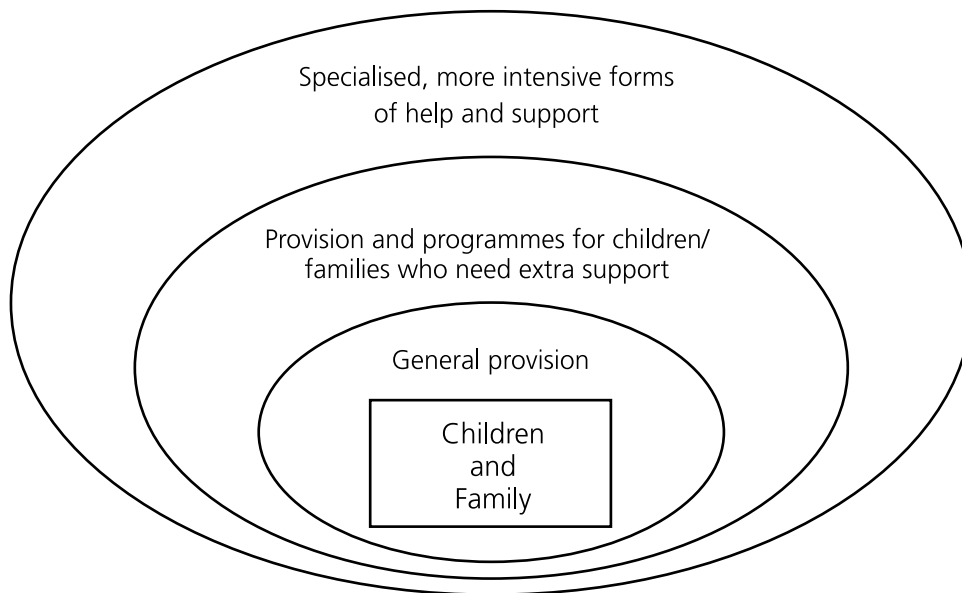 Specialised, more intensive forms
of help and support
Provision and programmes for children/
families who need extra support
General provision
Children
and
Family